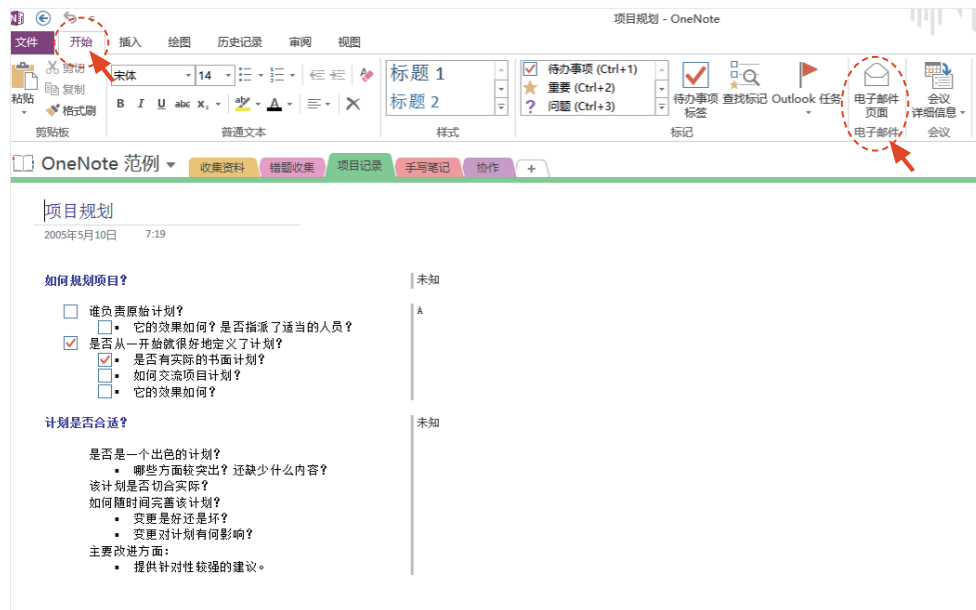 项目规划 - OneNote
文件 开始 插入 绘图 历史记录 审阅 视图
剪切
复制
格式刷
粘贴
剪贴板
宋体 14
B I U abc X₂ aby A
普通文本
标题 1
标题 2
样式
待办事项 (Ctrl+1)
重要 (Ctrl+2)
? 问题 (Ctrl+3)
待办事项
标签
查找标记
Outlook 任务
标记
电子邮件
页面
电子邮件
会议
详细信息
会议
OneNote 范例 收集资料 错题收集 项目记录 手写笔记 协作 +
项目规划
2005年5月10日 7:19
如何规划项目? 未知
谁负责原始计划? A
▪ 它的效果如何?是否指派了适当的人员?
是否从一开始就很好地定义了计划?
▪ 是否有实际的书面计划?
▪ 如何交流项目计划?
▪ 它的效果如何?
计划是否合适? 未知
是否是一个出色的计划?
▪ 哪些方面较突出?还缺少什么内容?
该计划是否切合实际?
如何随时间完善该计划?
▪ 变更是好还是坏?
▪ 变更对计划有何影响?
主要改进方面:
▪ 提供针对性较强的建议。